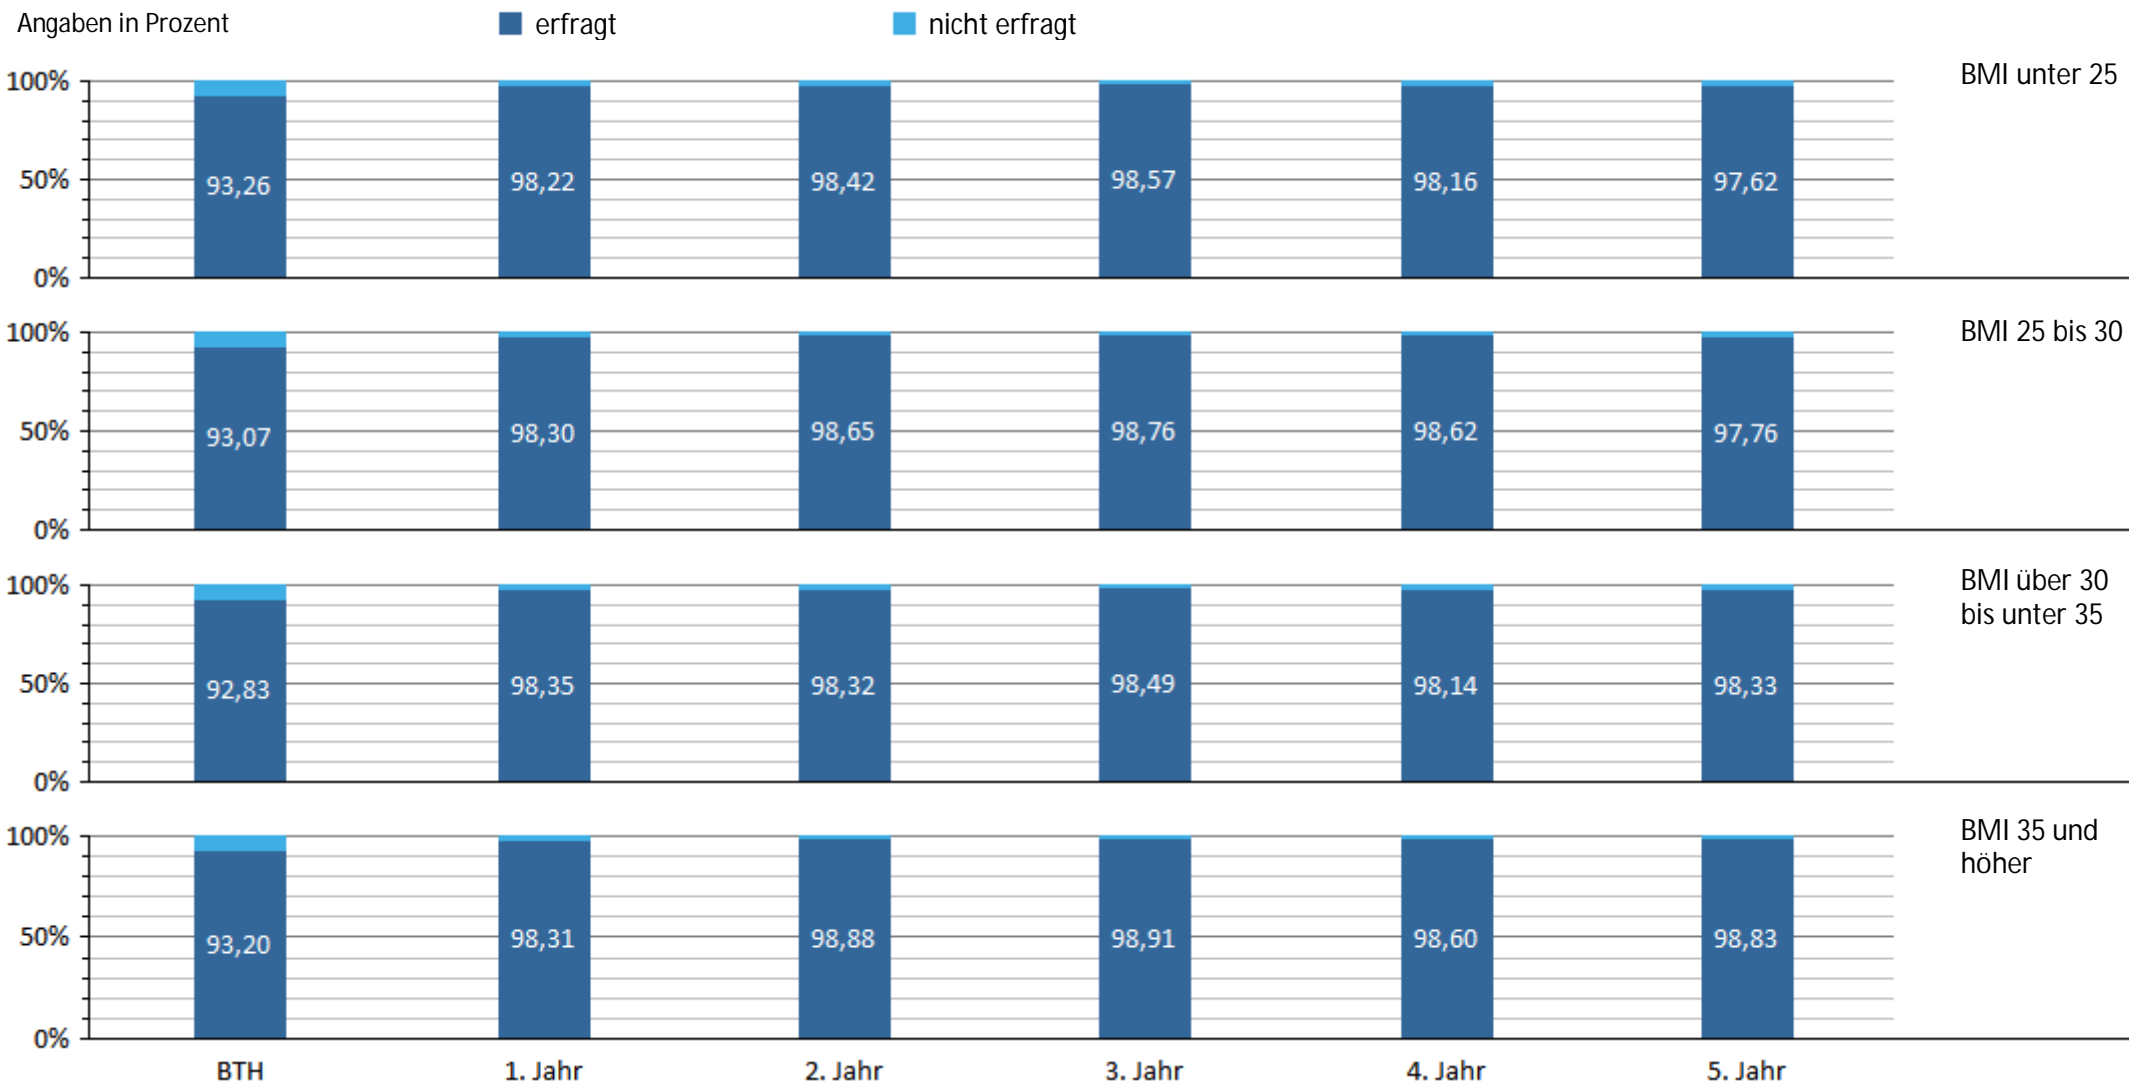 Angaben in Prozent erfragt nicht erfragt
BMI unter 25
100%
50%
0%
93,26 98,22 98,42 98,57 98,16 97,62
BMI 25 bis 30
100%
50%
0%
93,07 98,30 98,65 98,76 98,62 97,76
BMI über 30
bis unter 35
100%
50%
0%
92,83 98,35 98,32 98,49 98,14 98,33
BMI 35 und
höher
100%
50%
0%
93,20 98,31 98,88 98,91 98,60 98,83
BTH 1. Jahr 2. Jahr 3. Jahr 4. Jahr 5. Jahr